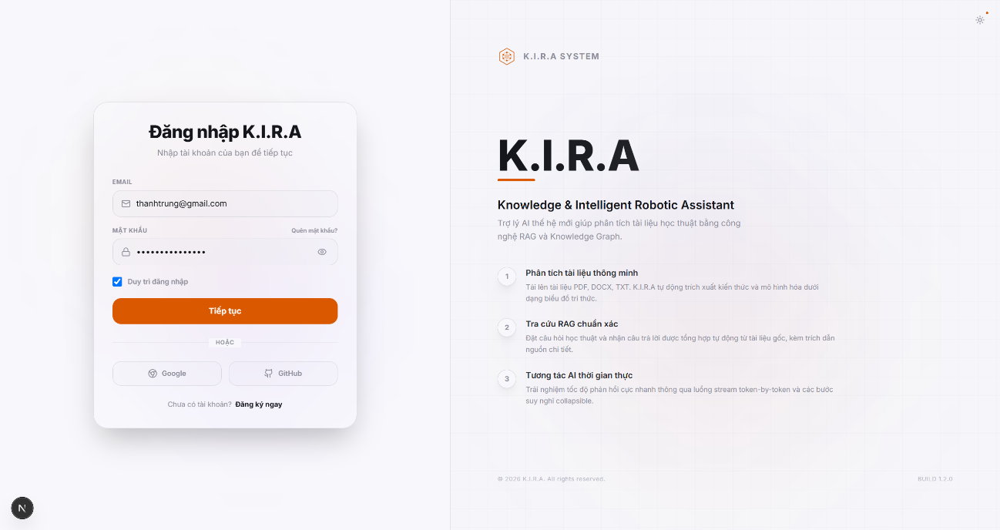 Đăng nhập K.I.R.A
Nhập tài khoản của bạn để tiếp tục
EMAIL
thanhtrung@gmail.com
MẬT KHẨU
Quên mật khẩu?
•••••••••••••••
Duy trì đăng nhập
Tiếp tục
HOẶC
Google
GitHub
Chưa có tài khoản? Đăng ký ngay
N
K.I.R.A SYSTEM
K.I.R.A
Knowledge & Intelligent Robotic Assistant
Trợ lý AI thế hệ mới giúp phân tích tài liệu học thuật bằng công
nghệ RAG và Knowledge Graph.
1
Phân tích tài liệu thông minh
Tải lên tài liệu PDF, DOCX, TXT. K.I.R.A tự động trích xuất kiến thức và mô hình hóa dưới
dạng biểu đồ tri thức.
2
Tra cứu RAG chuẩn xác
Đặt câu hỏi học thuật và nhận câu trả lời được tổng hợp tự động từ tài liệu gốc, kèm trích dẫn
nguồn chi tiết.
3
Tương tác AI thời gian thực
Trải nghiệm tốc độ phản hồi cực nhanh thông qua luồng stream token-by-token và các bước
suy nghĩ collapsible.
© 2026 K.I.R.A. All rights reserved.
BUILD 1.2.0